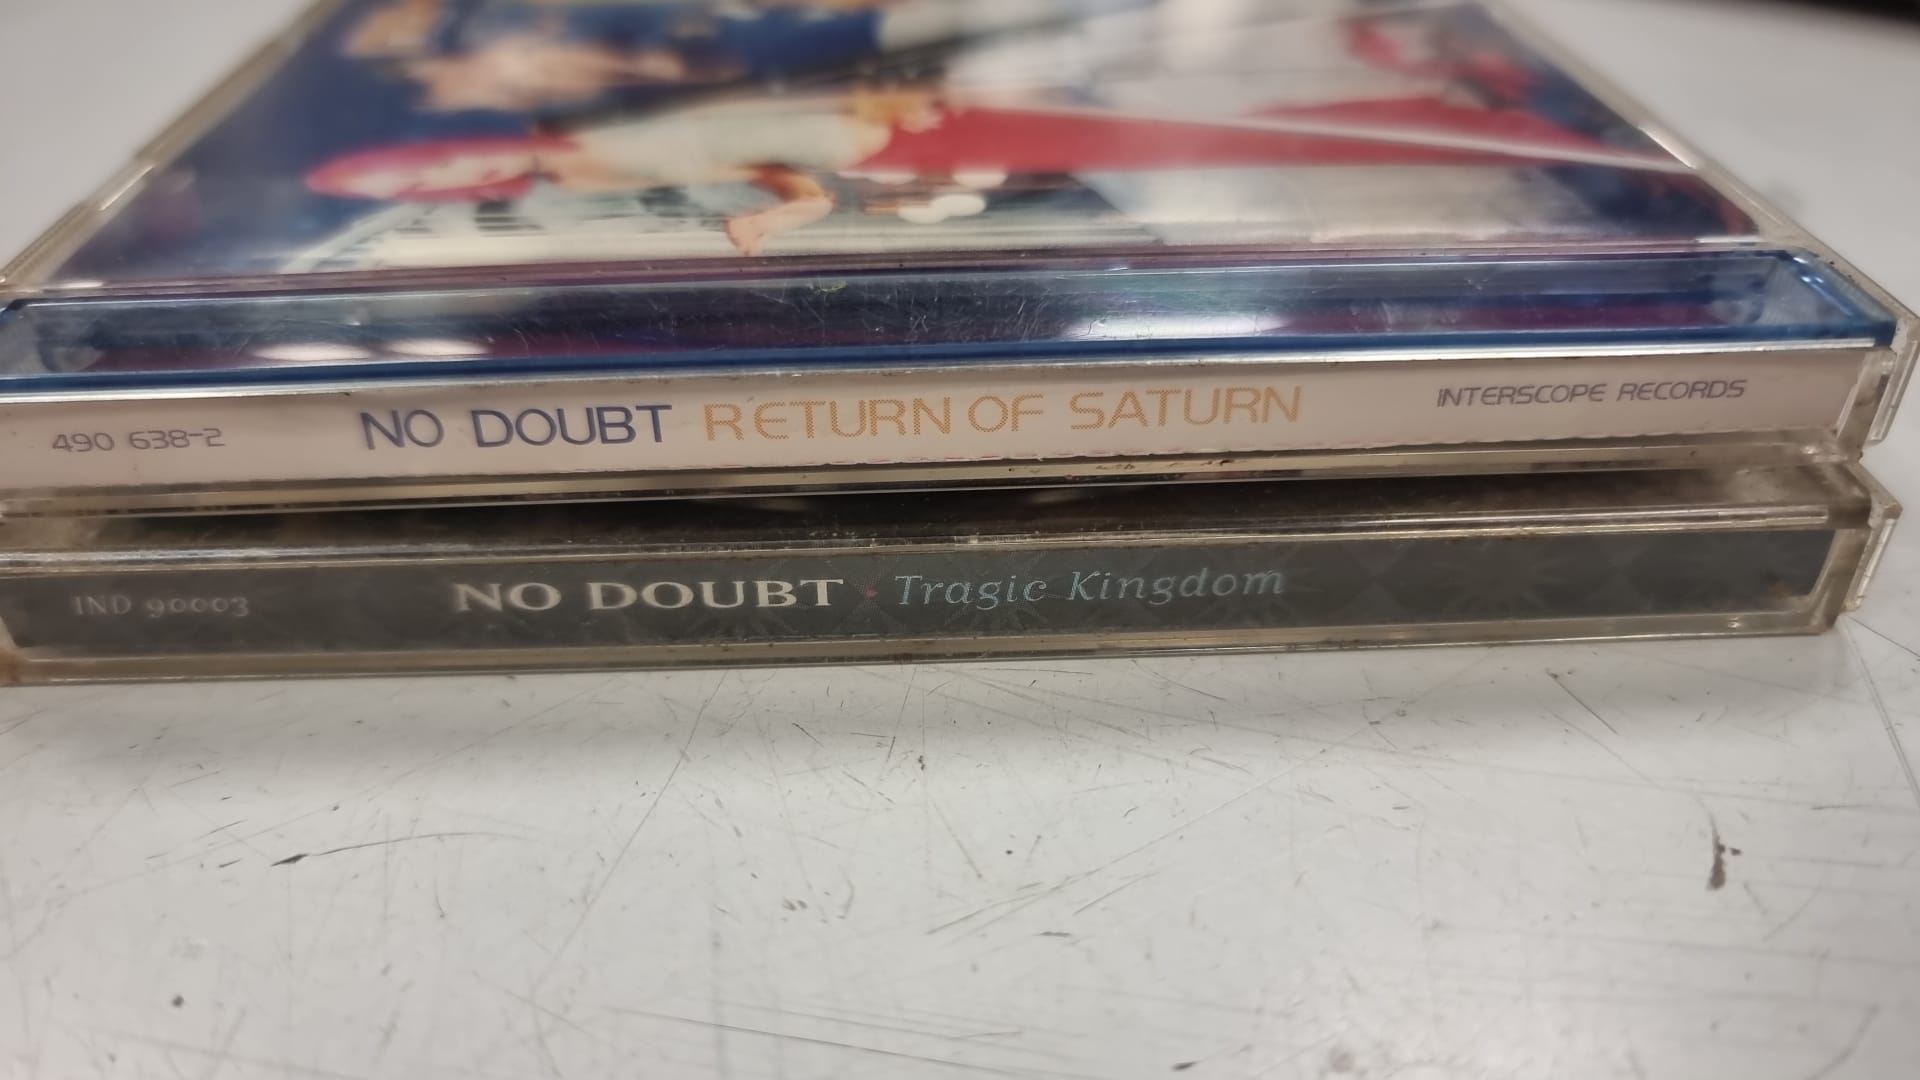 490 638-2 NO DOUBT RETURN OF SATURN INTERSCOPE RECORDS
IND 90003 NO DOUBT • Tragic Kingdom